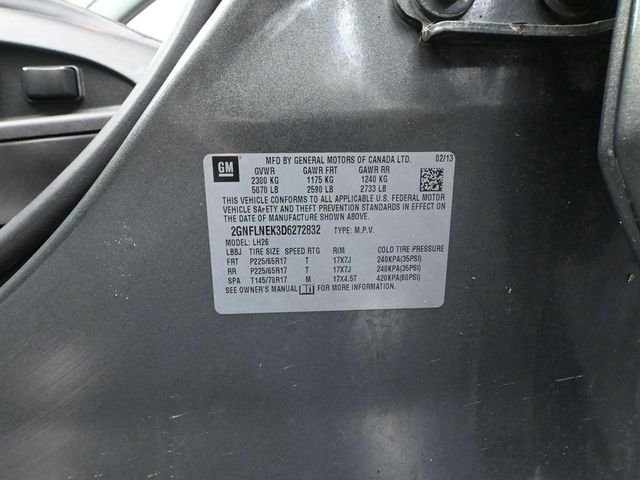 GM
MFD BY GENERAL MOTORS OF CANADA LTD. 02/13
GVWR GAWR FRT GAWR RR
2300 KG 1175 KG 1240 KG
5070 LB 2590 LB 2733 LB
THIS VEHICLE CONFORMS TO ALL APPLICABLE U.S. FEDERAL MOTOR
VEHICLE SAFETY AND THEFT PREVENTION STANDARDS IN EFFECT ON
THE DATE OF MANUFACTURE SHOWN ABOVE.
2GNFLNEK3D6272832 TYPE: M.P.V.
MODEL: LH26
LBBJ TIRE SIZE SPEED RTG RIM COLD TIRE PRESSURE
FRT P225/65R17 T 17X7J 240KPA(35PSI)
RR P225/65R17 T 17X7J 240KPA(35PSI)
SPA T145/70R17 M 17X4.5T 420KPA(60PSI)
SEE OWNER'S MANUAL FOR MORE INFORMATION.